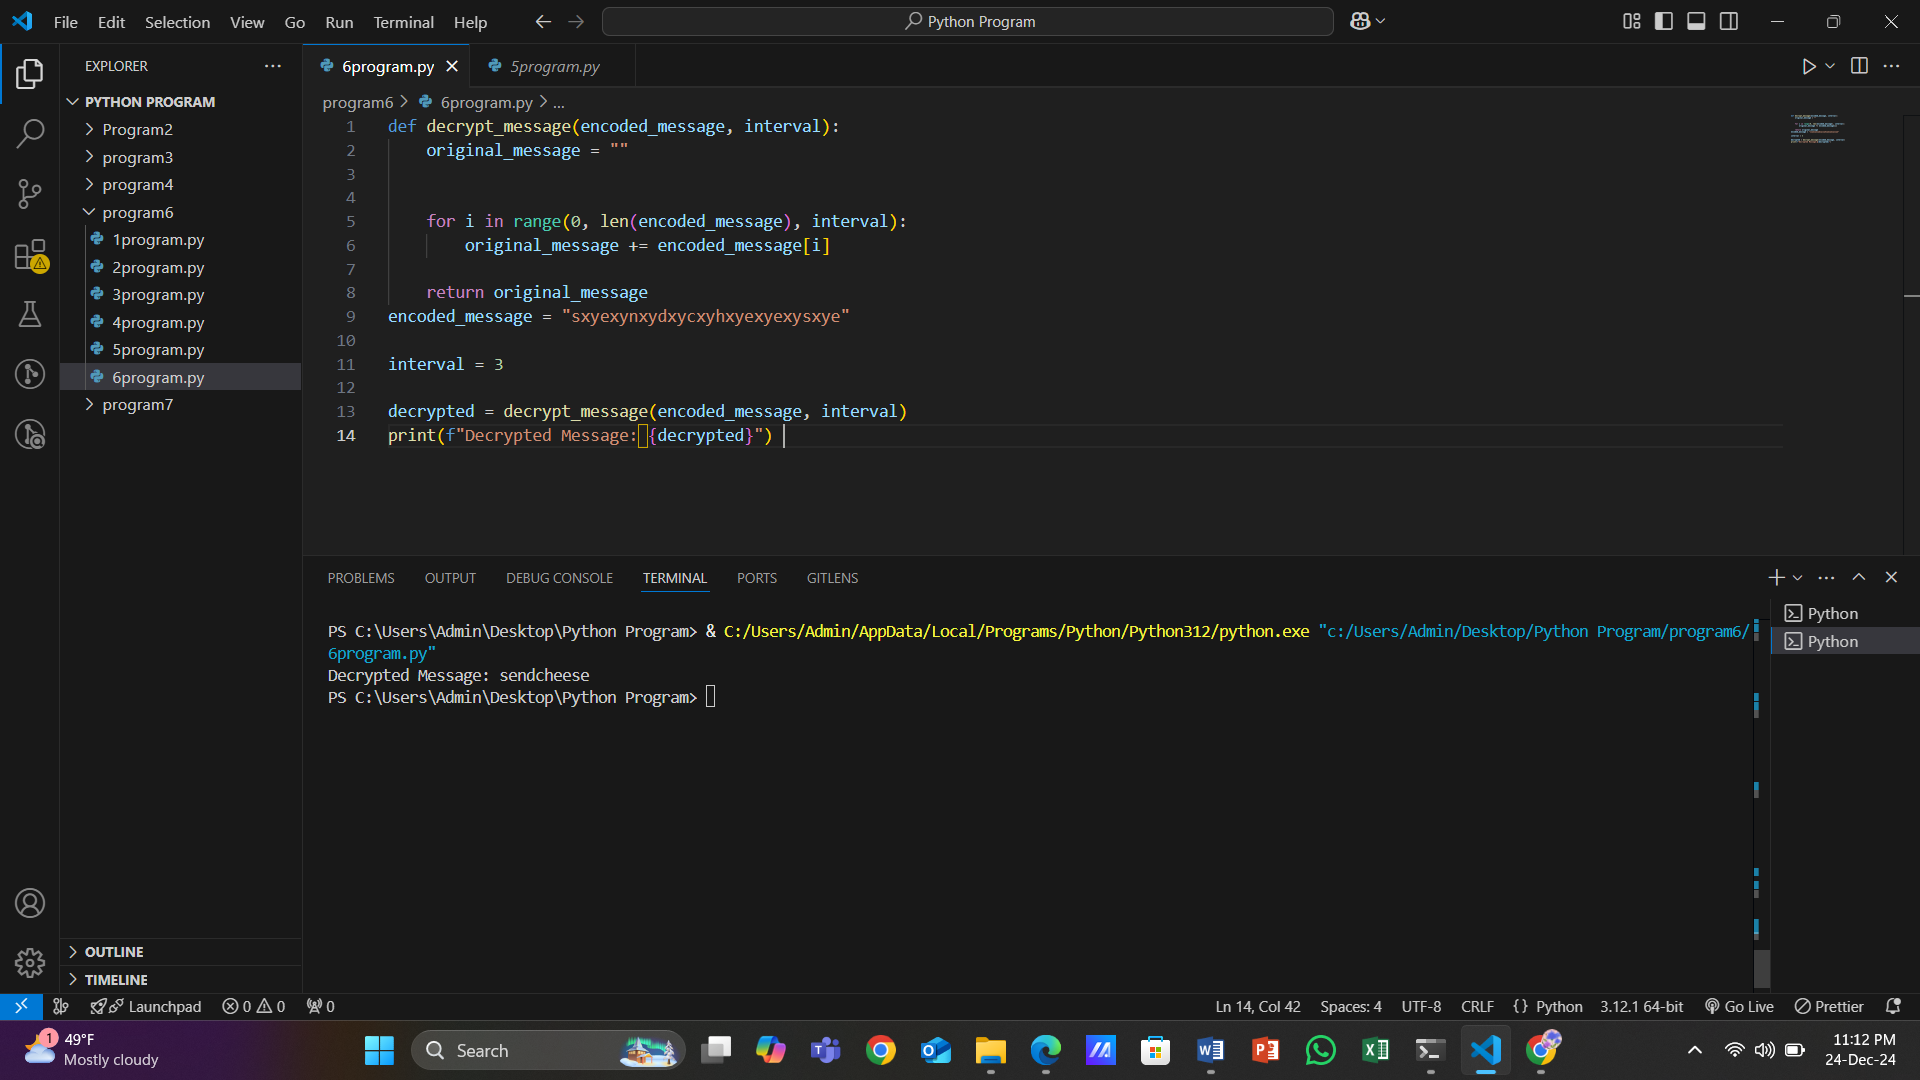 File Edit Selection View Go Run Terminal Help
Python Program
EXPLORER
PYTHON PROGRAM
Program2
program3
program4
program6
1program.py
2program.py
3program.py
4program.py
5program.py
6program.py
program7
OUTLINE
TIMELINE
6program.py 5program.py
program6 > 6program.py > ...
1 def decrypt_message(encoded_message, interval):
2 original_message = ""
3
4
5 for i in range(0, len(encoded_message), interval):
6 original_message += encoded_message[i]
7
8 return original_message
9 encoded_message = "sxyexynxydxycxyhxyexyexysxye"
10
11 interval = 3
12
13 decrypted = decrypt_message(encoded_message, interval)
14 print(f"Decrypted Message: {decrypted}")
PROBLEMS OUTPUT DEBUG CONSOLE TERMINAL PORTS GITLENS
PS C:\Users\Admin\Desktop\Python Program> & C:/Users/Admin/AppData/Local/Programs/Python/Python312/python.exe "c:/Users/Admin/Desktop/Python Program/program6/
6program.py"
Decrypted Message: sendcheese
PS C:\Users\Admin\Desktop\Python Program>
Python
Python
Launchpad 0 0 0
Ln 14, Col 42 Spaces: 4 UTF-8 CRLF {} Python 3.12.1 64-bit Go Live Prettier
1
49°F
Mostly cloudy
Search
11:12 PM
24-Dec-24